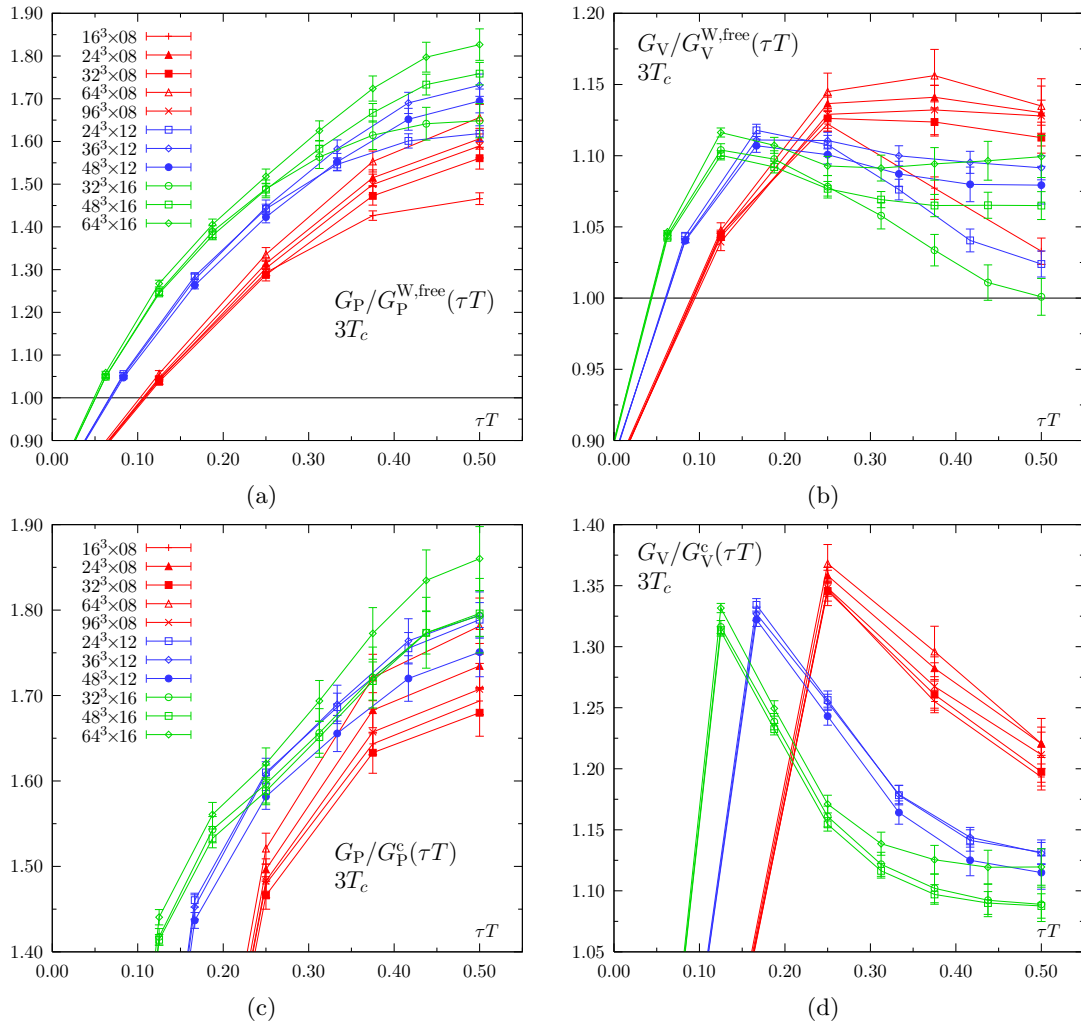 1.90
1.80
1.70
1.60
1.50
1.40
1.30
1.20
1.10
1.00
0.90
0.00 0.10 0.20 0.30 0.40 0.50
16³×08
24³×08
32³×08
64³×08
96³×08
24³×12
36³×12
48³×12
32³×16
48³×16
64³×16
G_P/G_P^{W,free}(τT)
3T_c
τT
(a)
1.20
1.15
1.10
1.05
1.00
0.95
0.90
0.00 0.10 0.20 0.30 0.40 0.50
G_V/G_V^{W,free}(τT)
3T_c
τT
(b)
1.90
1.80
1.70
1.60
1.50
1.40
0.00 0.10 0.20 0.30 0.40 0.50
16³×08
24³×08
32³×08
64³×08
96³×08
24³×12
36³×12
48³×12
32³×16
48³×16
64³×16
G_P/G_P^c(τT)
3T_c
τT
(c)
1.40
1.35
1.30
1.25
1.20
1.15
1.10
1.05
0.00 0.10 0.20 0.30 0.40 0.50
G_V/G_V^c(τT)
3T_c
τT
(d)